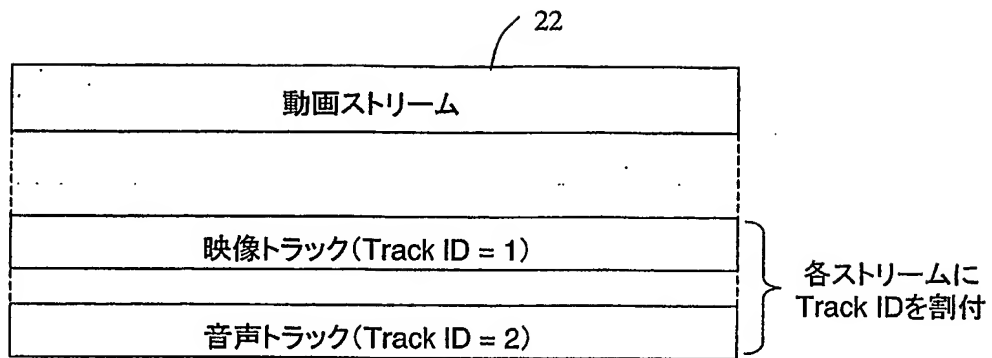 22
動画ストリーム
映像トラック(Track ID = 1)
各ストリームに
Track IDを割付
音声トラック(Track ID = 2)